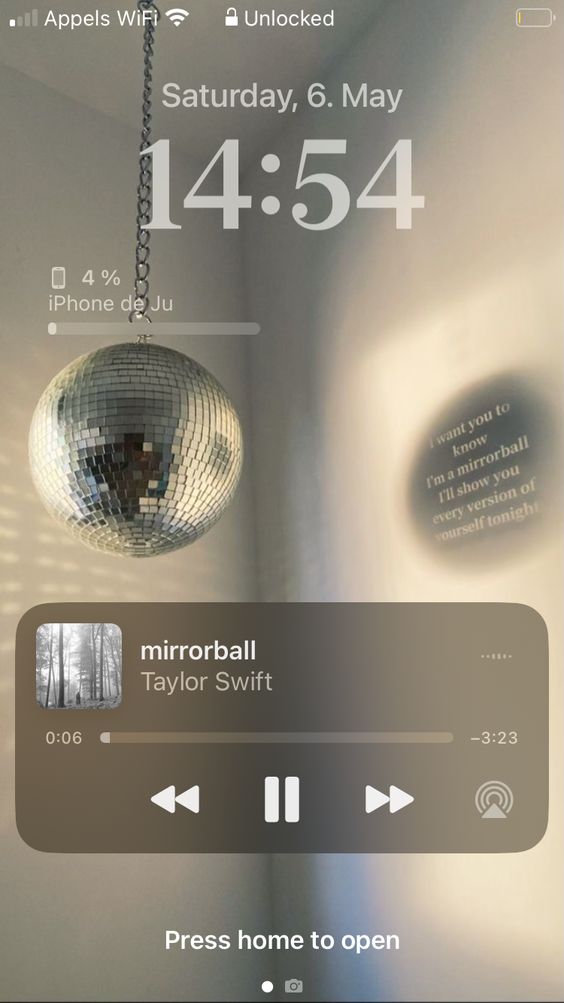 Appels WiFi
Unlocked
Saturday, 6. May
14:54
4 %
iPhone de Ju
I want you to
know
I'm a mirrorball
I'll show you
every version of
yourself tonight
mirrorball
Taylor Swift
0:06
–3:23
Press home to open